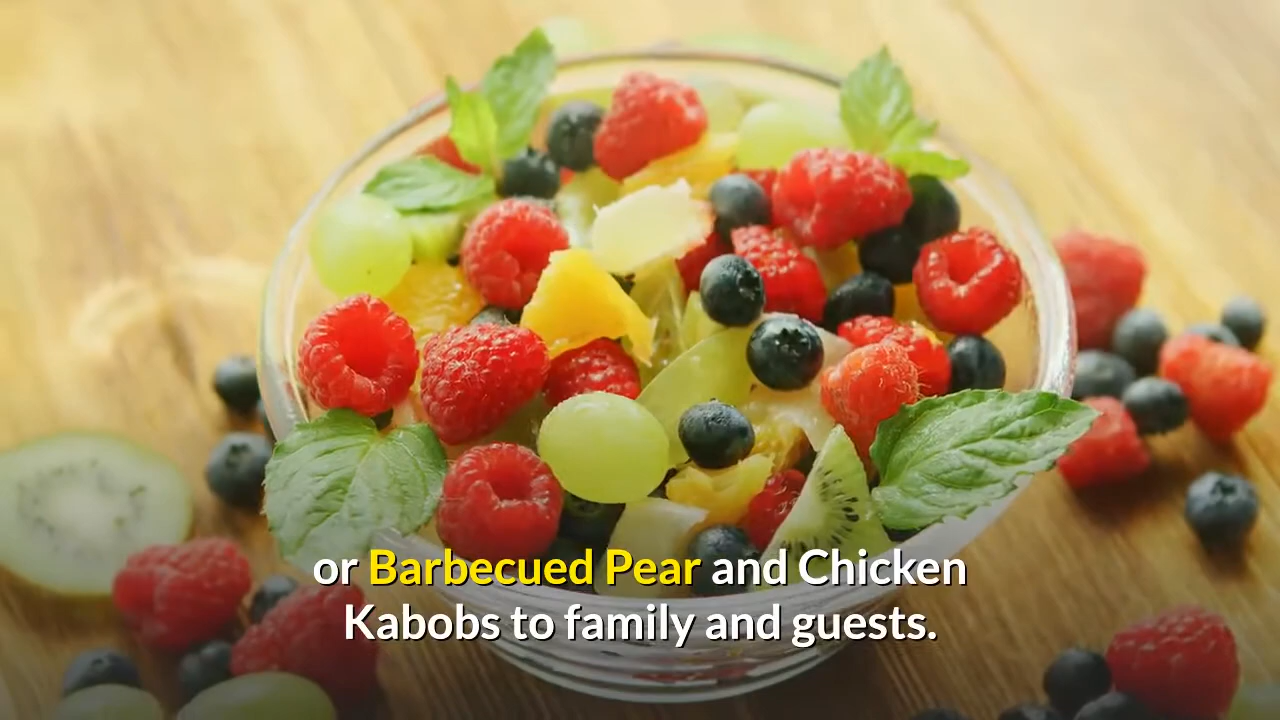 or Barbecued Pear and Chicken
Kabobs to family and guests.